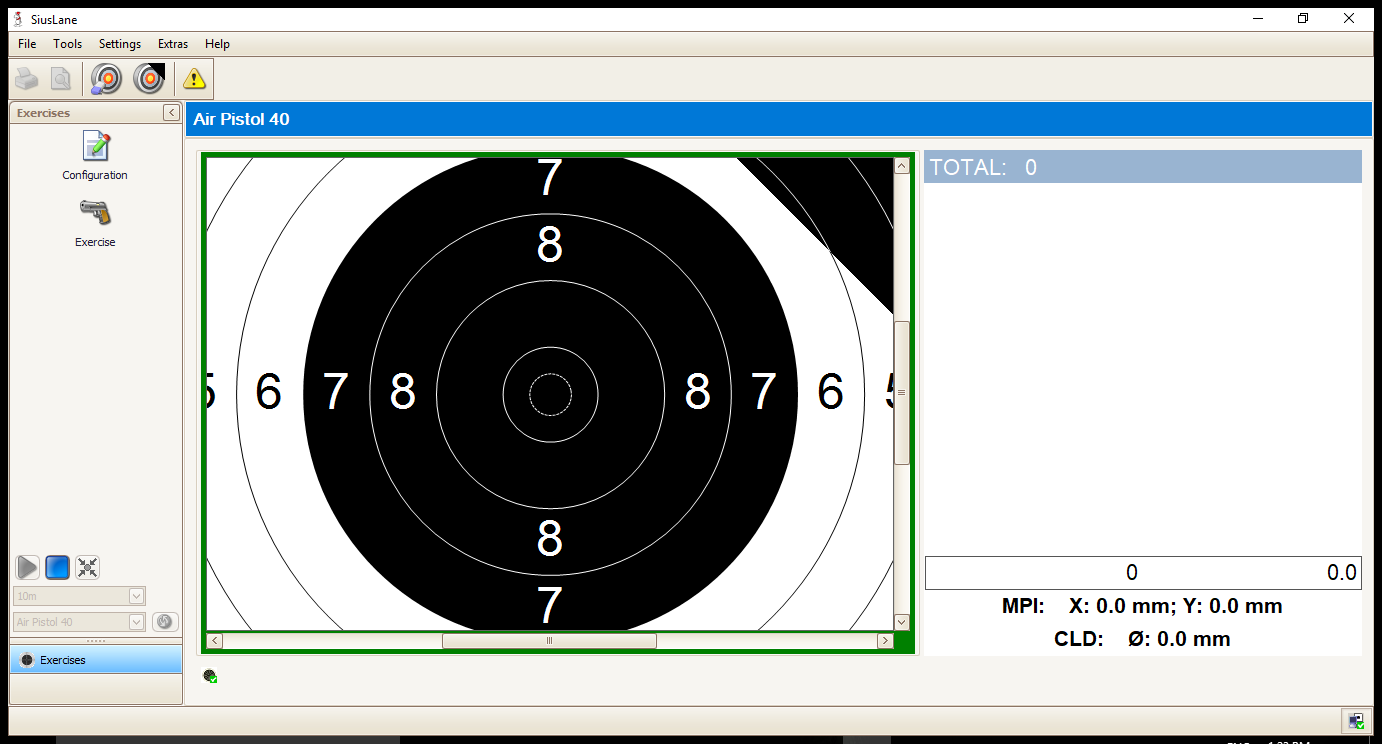 SiusLane
File Tools Settings Extras Help
Exercises
Configuration
Exercise
10m
Air Pistol 40
Exercises
Air Pistol 40
7
8
5 6 7 8 8 7 6 5
8
7
TOTAL: 0
0 0.0
MPI: X: 0.0 mm; Y: 0.0 mm
CLD: Ø: 0.0 mm